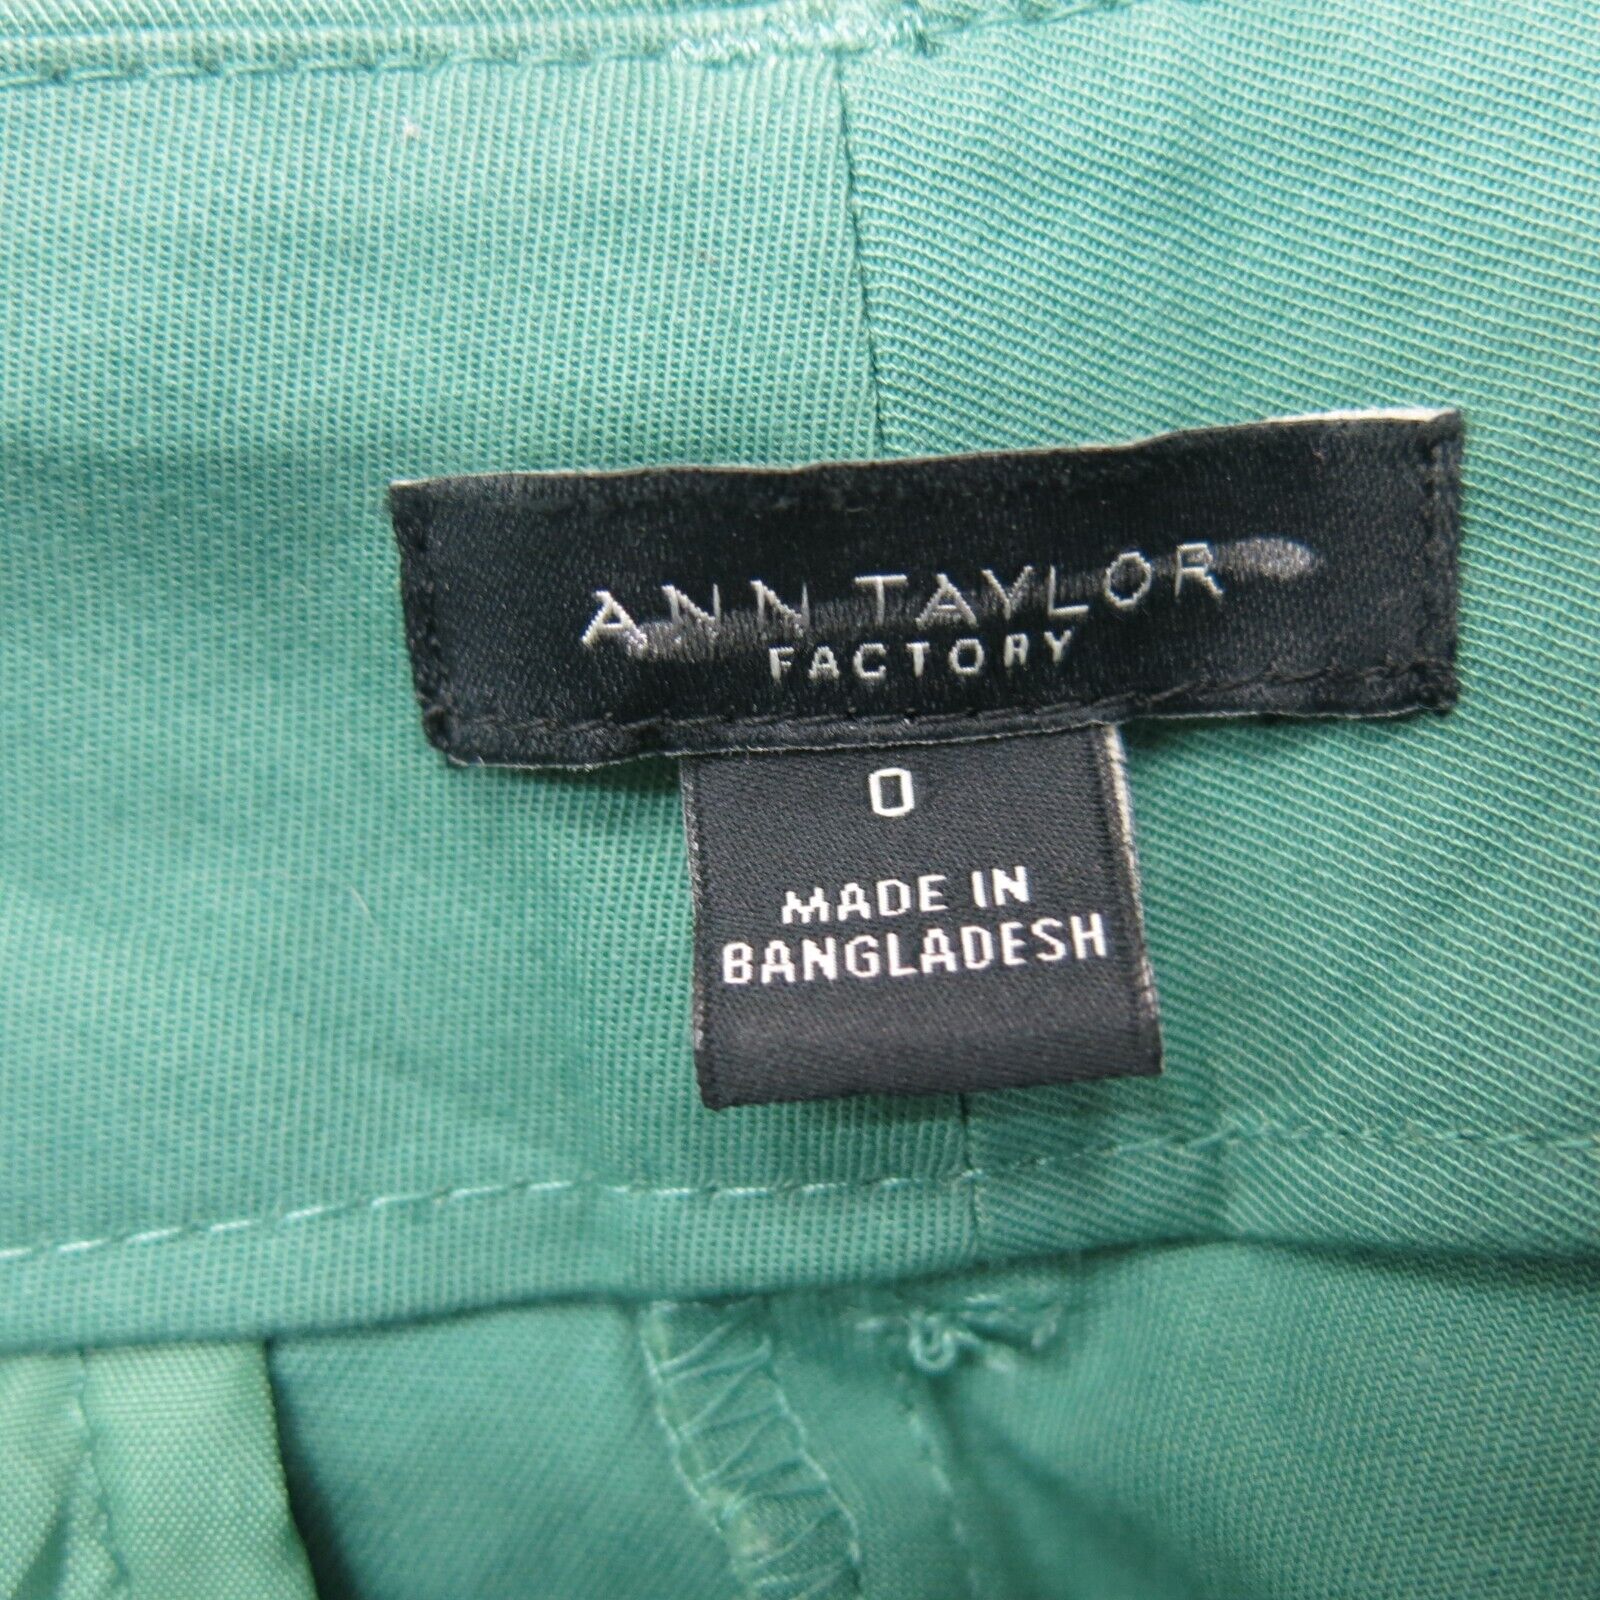 ANN TAYLOR
FACTORY
0
MADE IN
BANGLADESH